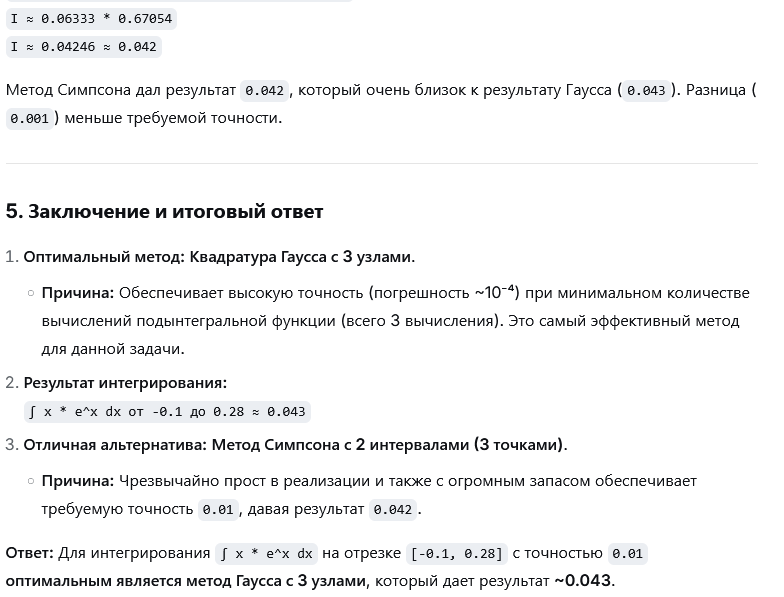 I ≈ 0.06333 * 0.67054
I ≈ 0.04246 ≈ 0.042
Метод Симпсона дал результат 0.042, который очень близок к результату Гаусса (0.043). Разница (
0.001) меньше требуемой точности.
5. Заключение и итоговый ответ
1. Оптимальный метод: Квадратура Гаусса с 3 узлами.
○ Причина: Обеспечивает высокую точность (погрешность ~10⁻⁴) при минимальном количестве
вычислений подынтегральной функции (всего 3 вычисления). Это самый эффективный метод
для данной задачи.
2. Результат интегрирования:
∫ x * e^x dx от -0.1 до 0.28 ≈ 0.043
3. Отличная альтернатива: Метод Симпсона с 2 интервалами (3 точками).
○ Причина: Чрезвычайно прост в реализации и также с огромным запасом обеспечивает
требуемую точность 0.01, давая результат 0.042.
Ответ: Для интегрирования ∫ x * e^x dx на отрезке [-0.1, 0.28] с точностью 0.01
оптимальным является метод Гаусса с 3 узлами, который дает результат ~0.043.